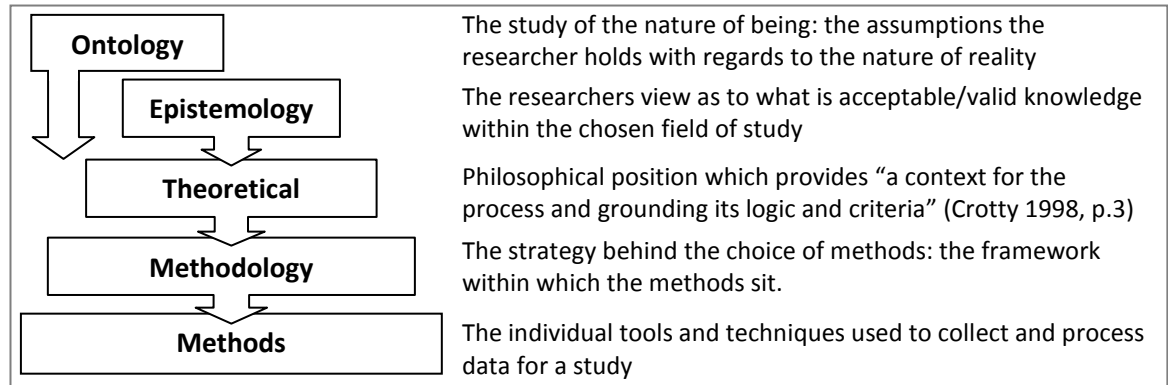 Ontology
The study of the nature of being: the assumptions the
researcher holds with regards to the nature of reality
Epistemology
The researchers view as to what is acceptable/valid knowledge
within the chosen field of study
Theoretical
Philosophical position which provides “a context for the
process and grounding its logic and criteria” (Crotty 1998, p.3)
Methodology
The strategy behind the choice of methods: the framework
within which the methods sit.
Methods
The individual tools and techniques used to collect and process
data for a study